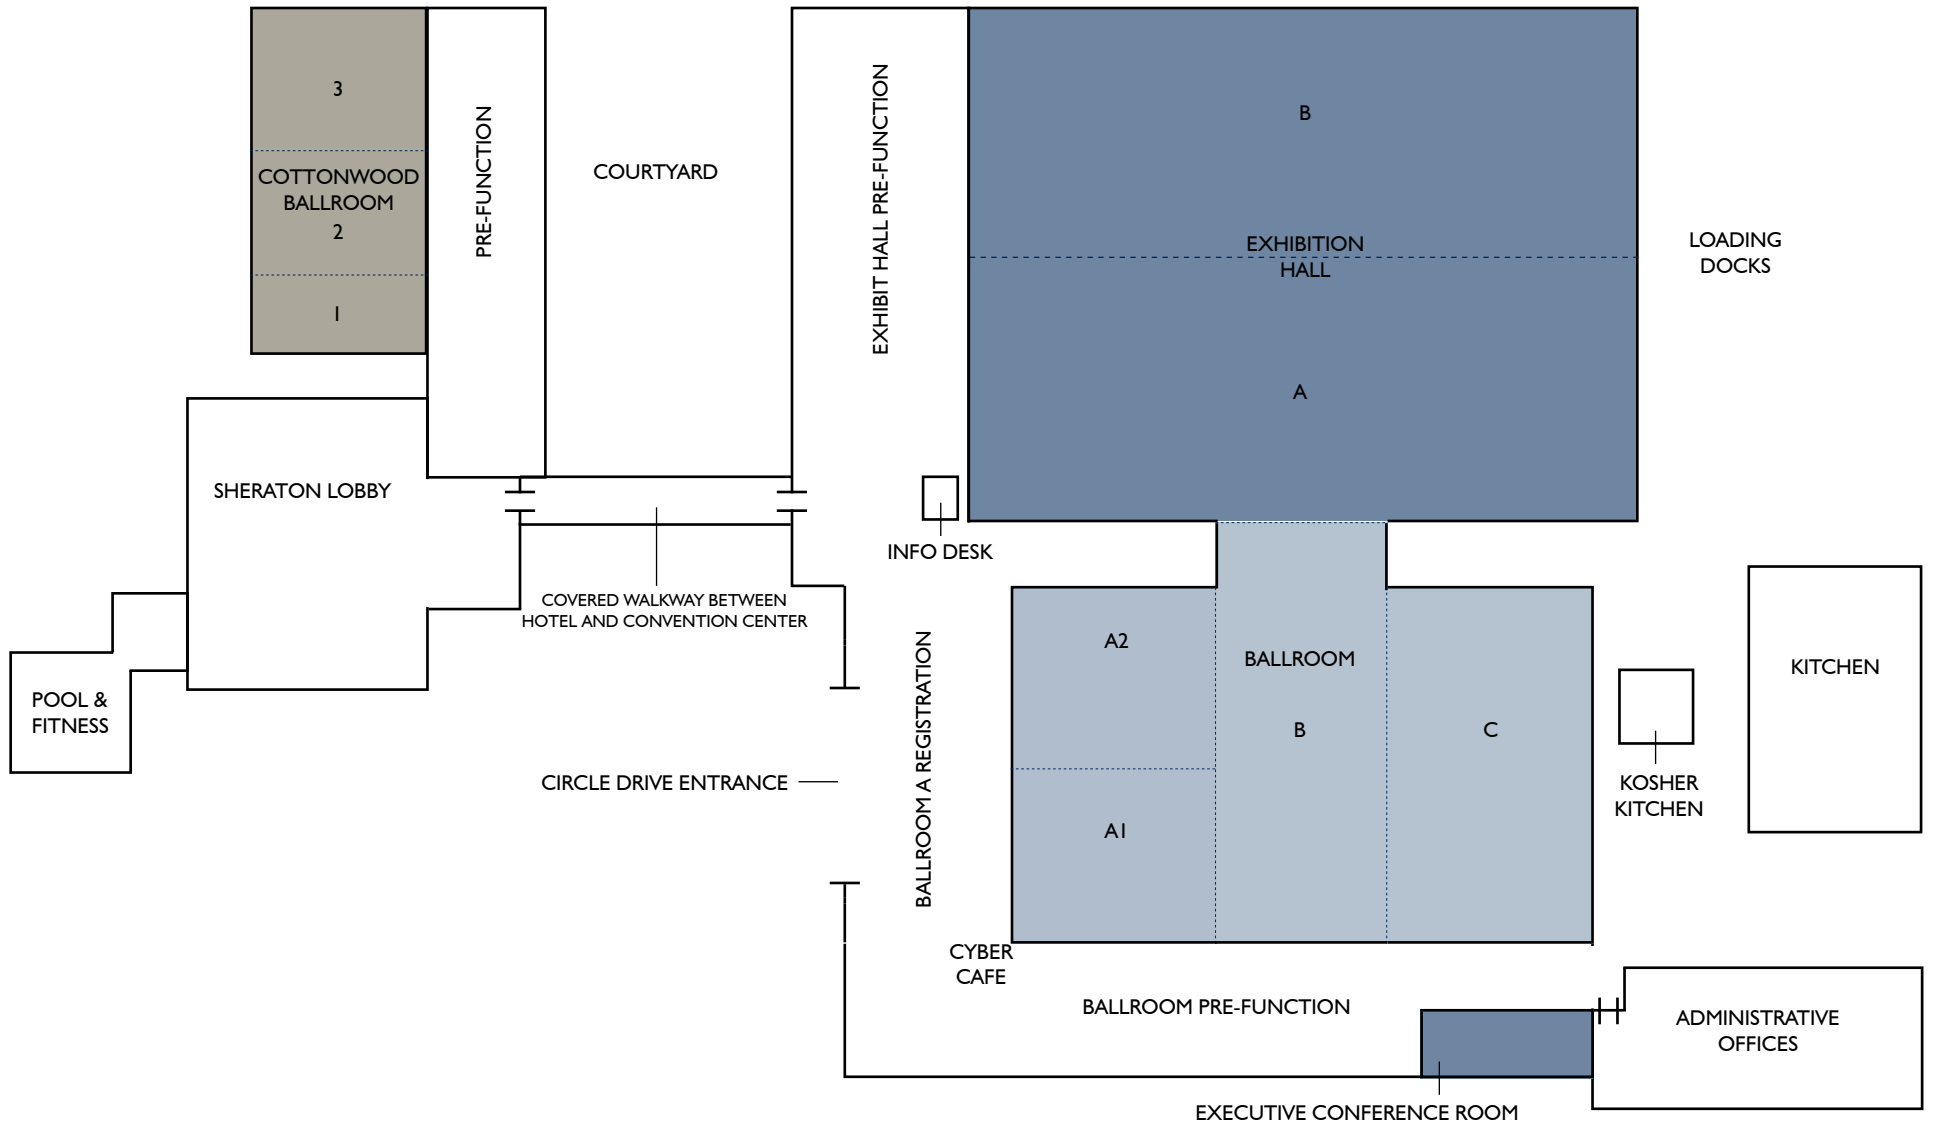 3
COTTONWOOD
BALLROOM
2
1
PRE-FUNCTION
COURTYARD
EXHIBIT HALL PRE-FUNCTION
B
EXHIBITION
HALL
A
LOADING
DOCKS
SHERATON LOBBY
INFO DESK
COVERED WALKWAY BETWEEN
HOTEL AND CONVENTION CENTER
POOL &
FITNESS
CIRCLE DRIVE ENTRANCE
BALLROOM A REGISTRATION
A2
BALLROOM
B
C
A1
KITCHEN
KOSHER
KITCHEN
CYBER
CAFE
BALLROOM PRE-FUNCTION
ADMINISTRATIVE
OFFICES
EXECUTIVE CONFERENCE ROOM